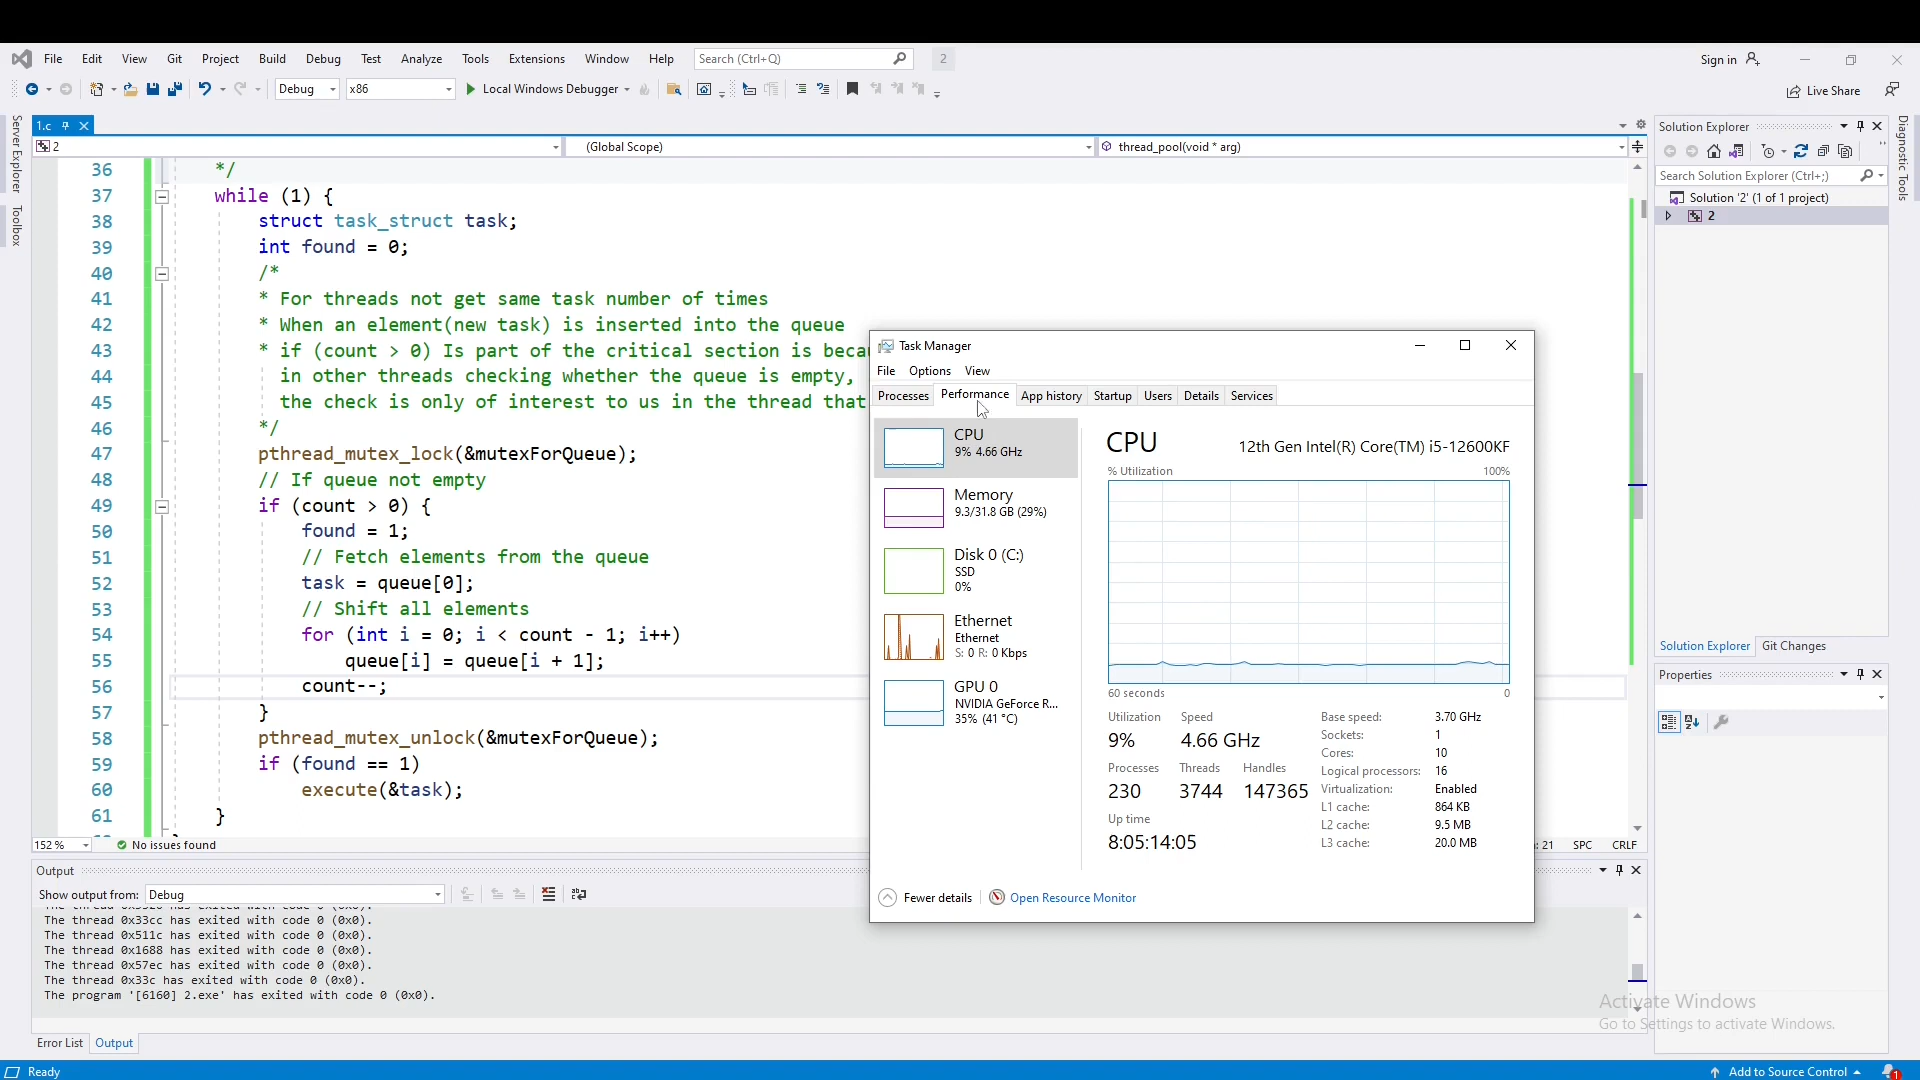 File Edit View Git Project Build Debug Test Analyze Tools Extensions Window Help Search (Ctrl+Q) 2 Sign in
Debug x86 Local Windows Debugger Live Share
Server Explorer
Toolbox
1.c
2 (Global Scope) thread_pool(void * arg)
36 */
37 while (1) {
38 struct task_struct task;
39 int found = 0;
40 /*
41 * For threads not get same task number of times
42 * When an element(new task) is inserted into the queue
43 * if (count > 0) Is part of the critical section is
44 in other threads checking whether the queue is empty,
45 the check is only of interest to us in the thread that
46 */
47 pthread_mutex_lock(&mutexForQueue);
48 // If queue not empty
49 if (count > 0) {
50 found = 1;
51 // Fetch elements from the queue
52 task = queue[0];
53 // Shift all elements
54 for (int i = 0; i < count - 1; i++)
55 queue[i] = queue[i + 1];
56 count--;
57 }
58 pthread_mutex_unlock(&mutexForQueue);
59 if (found == 1)
60 execute(&task);
61 }
152 % No issues found
: 21 SPC CRLF
Output
Show output from: Debug
The thread 0x33cc has exited with code 0 (0x0).
The thread 0x511c has exited with code 0 (0x0).
The thread 0x1688 has exited with code 0 (0x0).
The thread 0x57ec has exited with code 0 (0x0).
The thread 0x33c has exited with code 0 (0x0).
The program '[6160] 2.exe' has exited with code 0 (0x0).
Error List Output
Ready
Add to Source Control 1
Task Manager
File Options View
Processes Performance App history Startup Users Details Services
CPU
9% 4.66 GHz
Memory
9.3/31.8 GB (29%)
Disk 0 (C:)
SSD
0%
Ethernet
Ethernet
S: 0 R: 0 Kbps
GPU 0
NVIDIA GeForce R...
35% (41 °C)
CPU 12th Gen Intel(R) Core(TM) i5-12600KF
% Utilization 100%
60 seconds 0
Utilization Speed
9% 4.66 GHz
Processes Threads Handles
230 3744 147365
Up time
8:05:14:05
Base speed: 3.70 GHz
Sockets: 1
Cores: 10
Logical processors: 16
Virtualization: Enabled
L1 cache: 864 KB
L2 cache: 9.5 MB
L3 cache: 20.0 MB
Fewer details Open Resource Monitor
Solution Explorer
Search Solution Explorer (Ctrl+;)
Solution '2' (1 of 1 project)
2
Solution Explorer Git Changes
Properties
Diagnostic Tools
Activate Windows
Go to Settings to activate Windows.